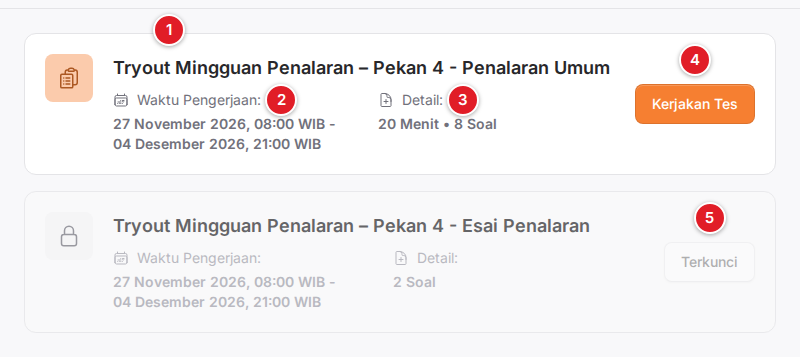 1
Tryout Mingguan Penalaran – Pekan 4 - Penalaran Umum
4
Waktu Pengerjaan: 2
Detail: 3
Kerjakan Tes
27 November 2026, 08:00 WIB -
04 Desember 2026, 21:00 WIB
20 Menit • 8 Soal
Tryout Mingguan Penalaran – Pekan 4 - Esai Penalaran
5
Waktu Pengerjaan:
Detail:
Terkunci
27 November 2026, 08:00 WIB -
04 Desember 2026, 21:00 WIB
2 Soal